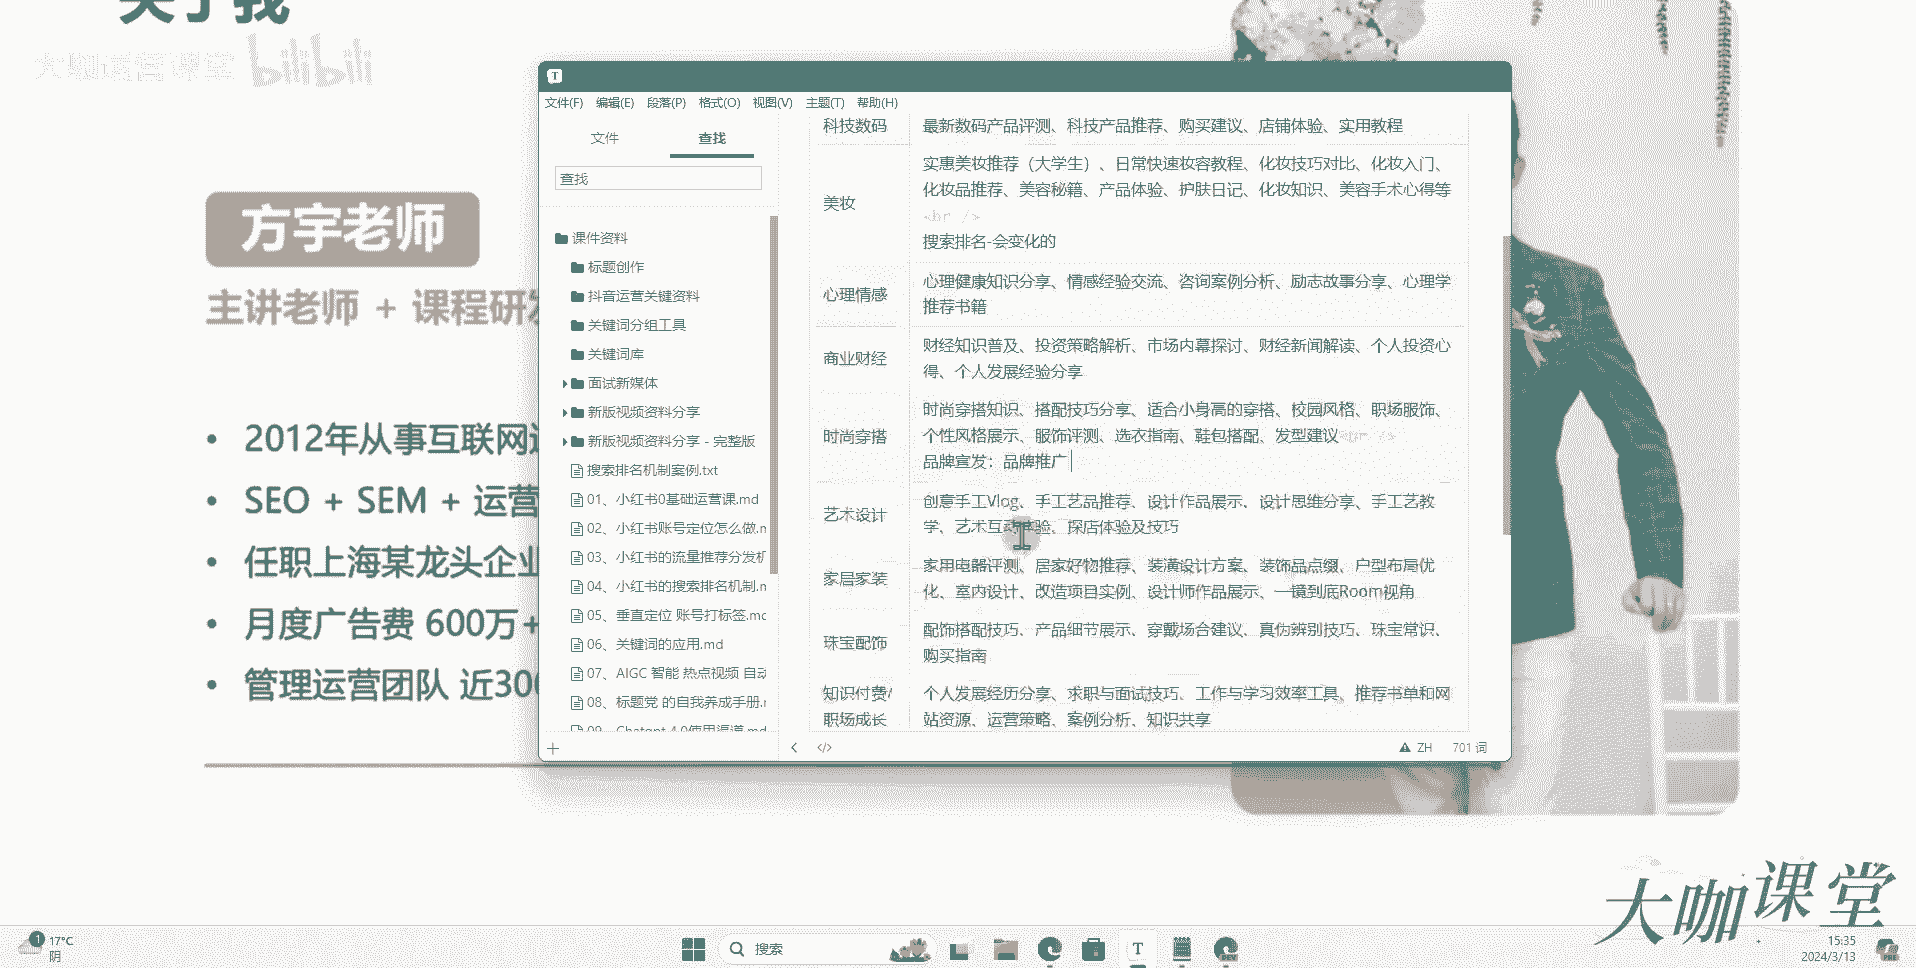 关于我
大咖运营课堂 bilibili
方宇老师
主讲老师 + 课程研发
2012年从事互联网运
SEO + SEM + 运营
任职上海某龙头企业
月度广告费 600万+
管理运营团队 近300
文件(F) 编辑(E) 段落(P) 格式(O) 视图(V) 主题(T) 帮助(H)
文件 查找
查找
课件资料
标题创作
抖音运营关键资料
关键词分组工具
关键词库
面试新媒体
新版视频资料分享
新版视频资料分享 - 完整版
搜索排名机制案例.txt
01、小红书0基础运营课.md
02、小红书账号定位怎么做.m
03、小红书的流量推荐分发机
04、小红书的搜索排名机制.m
05、垂直定位 账号打标签.mc
06、关键词的应用.md
07、AIGC 智能 热点视频 自动
08、标题党 的自我养成手册.r
09、Chatgpt 4.0使用渠道.md
科技数码 最新数码产品评测、科技产品推荐、购买建议、店铺体验、实用教程
美妆
实惠美妆推荐（大学生）、日常快速妆容教程、化妆技巧对比、化妆入门、
化妆品推荐、美容秘籍、产品体验、护肤日记、化妆知识、美容手术心得等
<br />
搜索排名-会变化的
心理情感
心理健康知识分享、情感经验交流、咨询案例分析、励志故事分享、心理学
推荐书籍
商业财经
财经知识普及、投资策略解析、市场内幕探讨、财经新闻解读、个人投资心
得、个人发展经验分享
时尚穿搭
时尚穿搭知识、搭配技巧分享、适合小身高的穿搭、校园风格、职场服饰、
个性风格展示、服饰评测、选衣指南、鞋包搭配、发型建议<br />
品牌宣发：品牌推广
艺术设计
创意手工Vlog、手工艺品推荐、设计作品展示、设计思维分享、手工艺教
学、艺术互动体验、探店体验及技巧
家居家装
家用电器评测、居家好物推荐、装潢设计方案、装饰品点缀、户型布局优
化、室内设计、改造项目实例、设计师作品展示、一镜到底Room视角
珠宝配饰
配饰搭配技巧、产品细节展示、穿戴场合建议、真伪辨别技巧、珠宝常识、
购买指南
知识付费/
职场成长
个人发展经历分享、求职与面试技巧、工作与学习效率工具、推荐书单和网
站资源、运营策略、案例分析、知识共享
ZH 701 词
大咖课堂
1
17°C
阴
搜索
T
DEV
15:35
2024/3/13
PRE